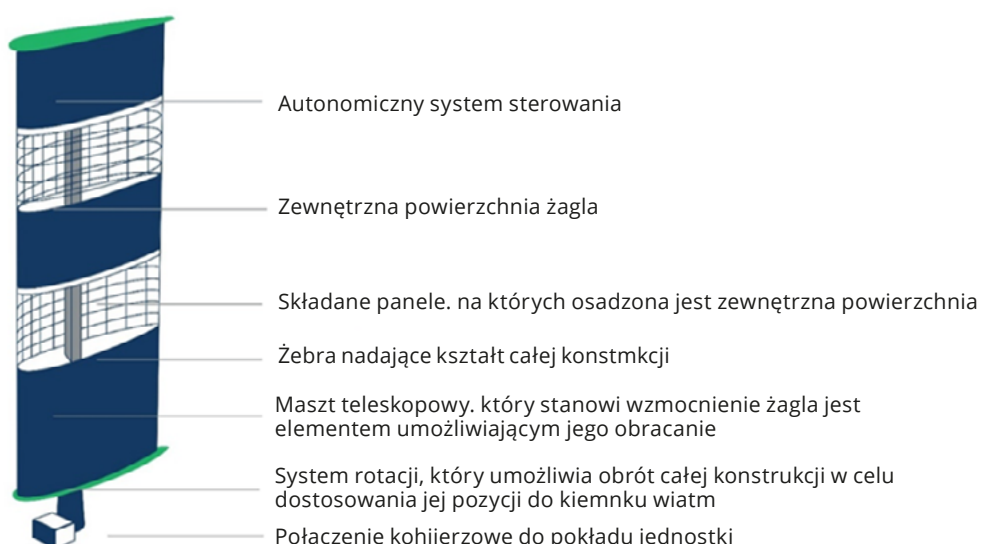 Autonomiczny system sterowania
Zewnętrzna powierzchnia żagla
Składane panele. na których osadzona jest zewnętrzna powierzchnia
Żebra nadające kształt całej konstmkcji
Maszt teleskopowy. który stanowi wzmocnienie żagla jest
elementem umożliwiającym jego obracanie
System rotacji, który umożliwia obrót całej konstrukcji w celu
dostosowania jej pozycji do kiemnku wiatm
Połączenie kohijerzowe do pokładu jednostki